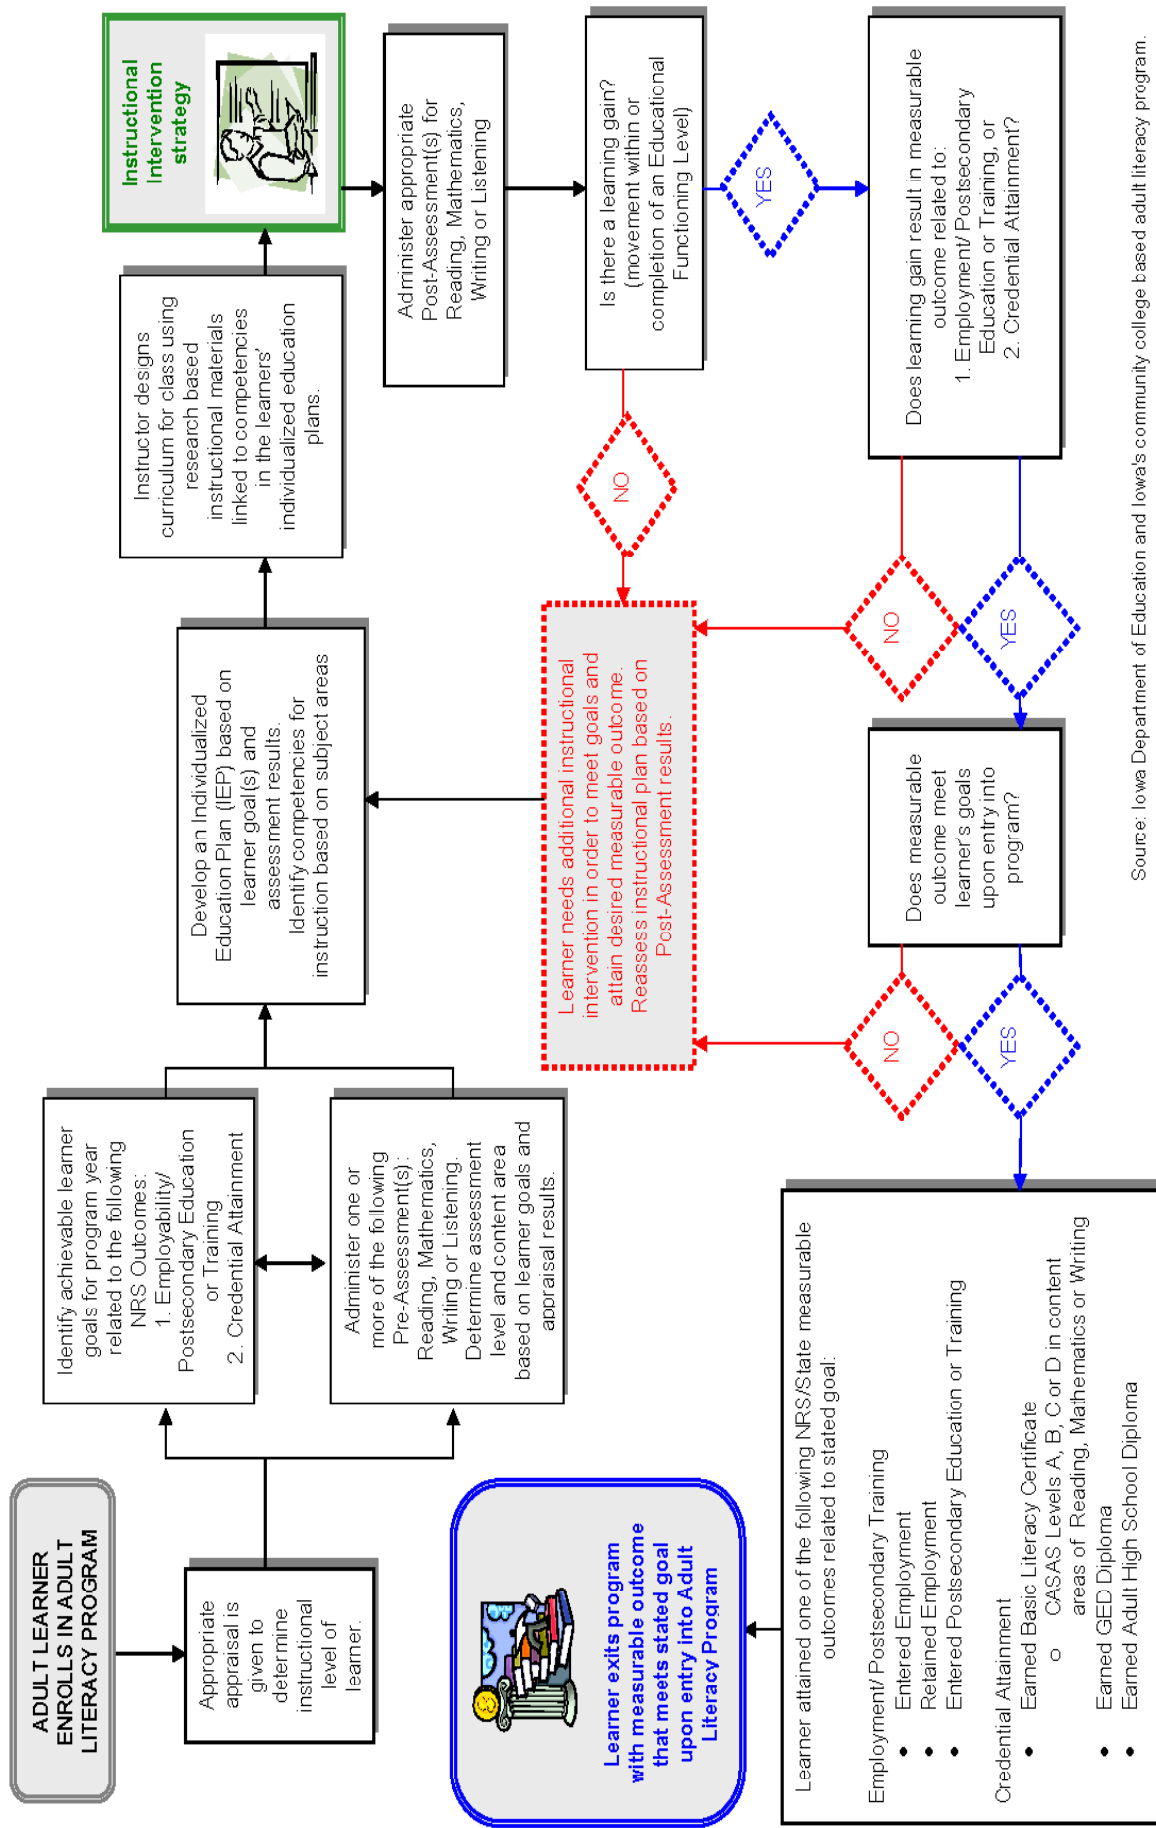 ADULT LEARNER
ENROLLS IN ADULT
LITERACY PROGRAM
Appropriate
appraisal is
given to
determine
instructional
level of
learner.
Identify achievable learner
goals for program year
related to the following
NRS Outcomes:
1. Employability/
Postsecondary Education
or Training
2. Credential Attainment
Administer one or
more of the following
Pre-Assessment(s):
Reading, Mathematics,
Writing or Listening.
Determine assessment
level and content area
based on learner goals and
appraisal results.
Develop an Individualized
Education Plan (IEP) based on
learner goal(s) and
assessment results.
Identify competencies for
instruction based on subject areas
Instructor designs
curriculum for class using
research based
instructional materials
linked to competencies
in the learners'
individualized education
plans.
Instructional
Intervention
strategy
Administer appropriate
Post-Assessment(s) for
Reading, Mathematics,
Writing or Listening
Is there a learning gain?
(movement within or
completion of an Educational
Functioning Level)
NO
YES
Learner needs additional instructional
intervention in order to meet goals and
attain desired measurable outcome.
Reassess instructional plan based on
Post-Assessment results.
Does learning gain result in measurable
outcome related to:
1. Employment/ Postsecondary
Education or Training, or
2. Credential Attainment?
NO
YES
Does measurable
outcome meet
learner's goals
upon entry into
program?
NO
YES
Learner attained one of the following NRS/State measurable
outcomes related to stated goal:
Employment/ Postsecondary Training
• Entered Employment
• Retained Employment
• Entered Postsecondary Education or Training
Credential Attainment
• Earned Basic Literacy Certificate
o CASAS Levels A, B, C or D in content
areas of Reading, Mathematics or Writing
• Earned GED Diploma
• Earned Adult High School Diploma
Learner exits program
with measurable outcome
that meets stated goal
upon entry into Adult
Literacy Program
Source: Iowa Department of Education and Iowa's community college based adult literacy program.